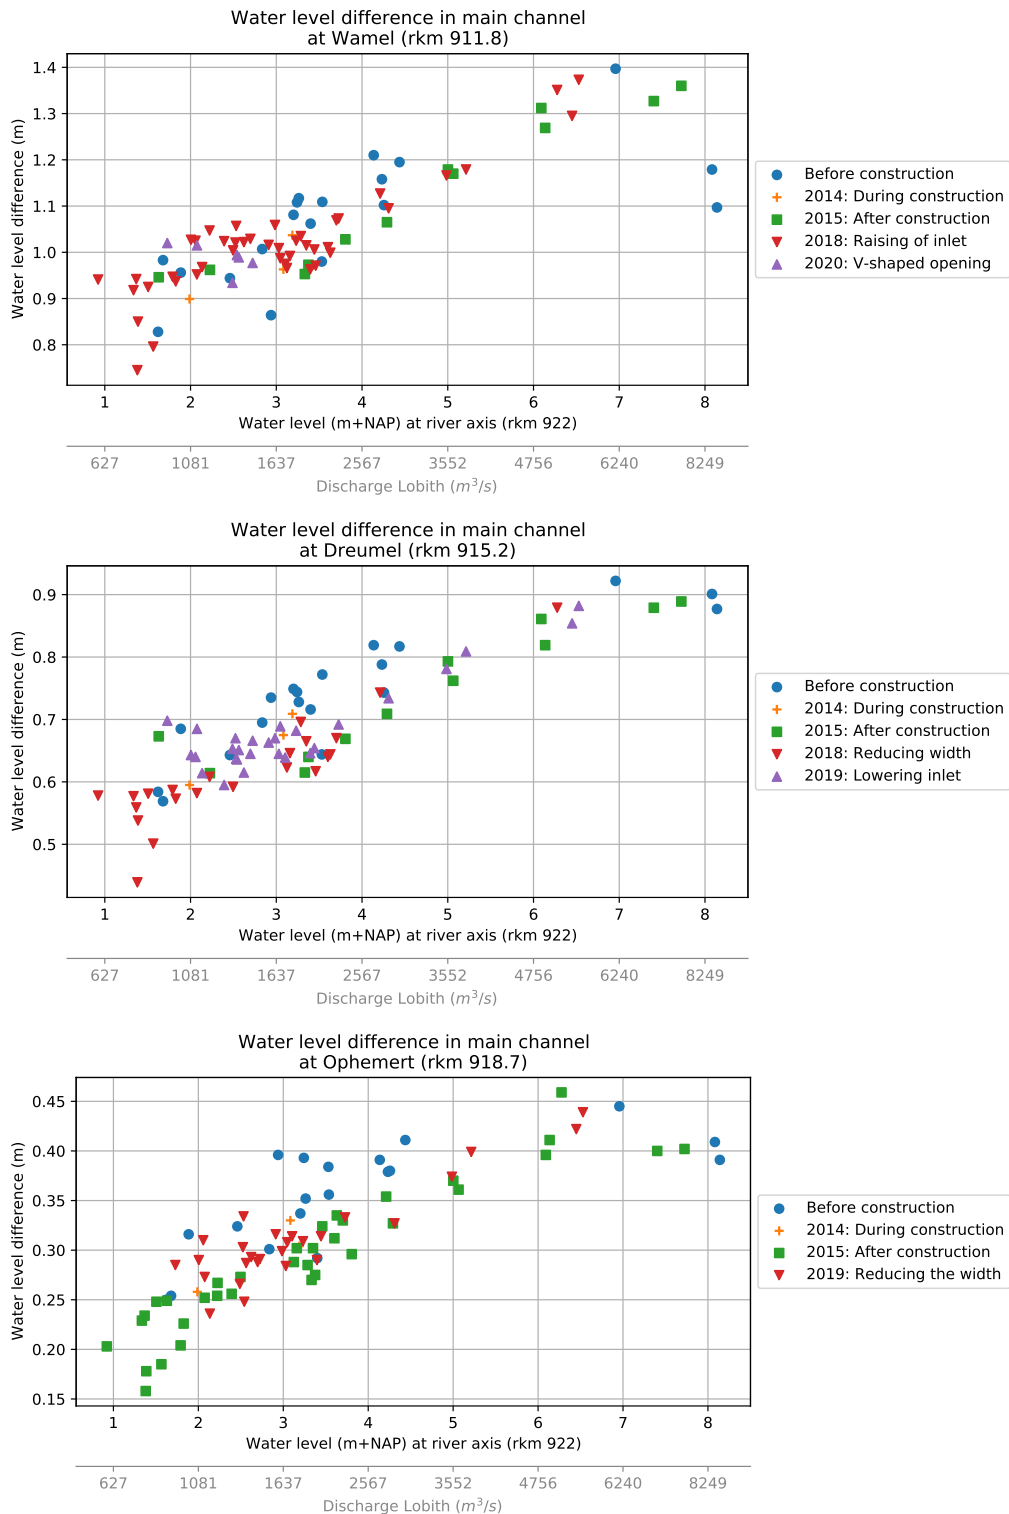 Water level difference in main channel
at Wamel (rkm 911.8)
Water level difference (m)
1.4
1.3
1.2
1.1
1.0
0.9
0.8
1 2 3 4 5 6 7 8
Water level (m+NAP) at river axis (rkm 922)
627 1081 1637 2567 3552 4756 6240 8249
Discharge Lobith (m³/s)
Before construction
2014: During construction
2015: After construction
2018: Raising of inlet
2020: V-shaped opening
Water level difference in main channel
at Dreumel (rkm 915.2)
Water level difference (m)
0.9
0.8
0.7
0.6
0.5
1 2 3 4 5 6 7 8
Water level (m+NAP) at river axis (rkm 922)
627 1081 1637 2567 3552 4756 6240 8249
Discharge Lobith (m³/s)
Before construction
2014: During construction
2015: After construction
2018: Reducing width
2019: Lowering inlet
Water level difference in main channel
at Ophemert (rkm 918.7)
Water level difference (m)
0.45
0.40
0.35
0.30
0.25
0.20
0.15
1 2 3 4 5 6 7 8
Water level (m+NAP) at river axis (rkm 922)
627 1081 1637 2567 3552 4756 6240 8249
Discharge Lobith (m³/s)
Before construction
2014: During construction
2015: After construction
2019: Reducing the width